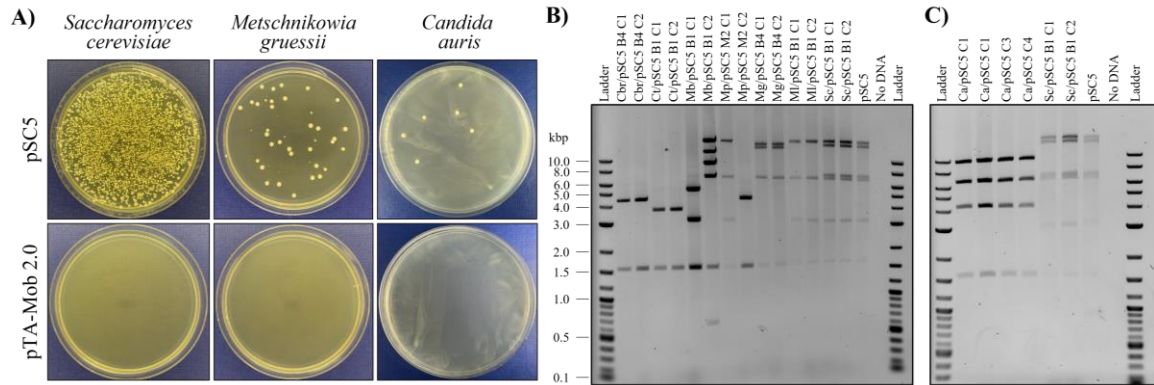 A)
Saccharomyces cerevisiae
Metschnikowia gruessii
Candida auris
pSC5
pTA-Mob 2.0
B)
Ladder
Cbr/pSC5 B4 C1
Cbr/pSC5 B4 C2
Ct/pSC5 B1 C1
Ct/pSC5 B1 C2
Mb/pSC5 B1 C1
Mb/pSC5 B1 C2
Mp/pSC5 M2 C1
Mp/pSC5 M2 C2
Mg/pSC5 B4 C1
Mg/pSC5 B4 C2
Ml/pSC5 B1 C1
Ml/pSC5 B1 C2
Sc/pSC5 B1 C1
Sc/pSC5 B1 C2
pSC5
No DNA
Ladder
kbp
10.0
8.0
6.0
5.0
4.0
3.0
2.0
1.5
1.0
0.5
0.1
C)
Ladder
Ca/pSC5 C1
Ca/pSC5 C1
Ca/pSC5 C3
Ca/pSC5 C4
Sc/pSC5 B1 C1
Sc/pSC5 B1 C2
pSC5
No DNA
Ladder